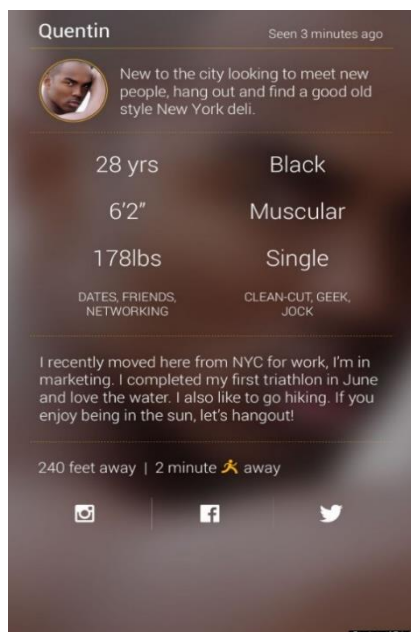 Quentin
Seen 3 minutes ago
New to the city looking to meet new
people, hang out and find a good old
style New York deli.
28 yrs
Black
6'2"
Muscular
178lbs
Single
DATES, FRIENDS,
NETWORKING
CLEAN-CUT, GEEK,
JOCK
I recently moved here from NYC for work, I'm in
marketing. I completed my first triathlon in June
and love the water. I also like to go hiking. If you
enjoy being in the sun, let's hangout!
240 feet away | 2 minute away